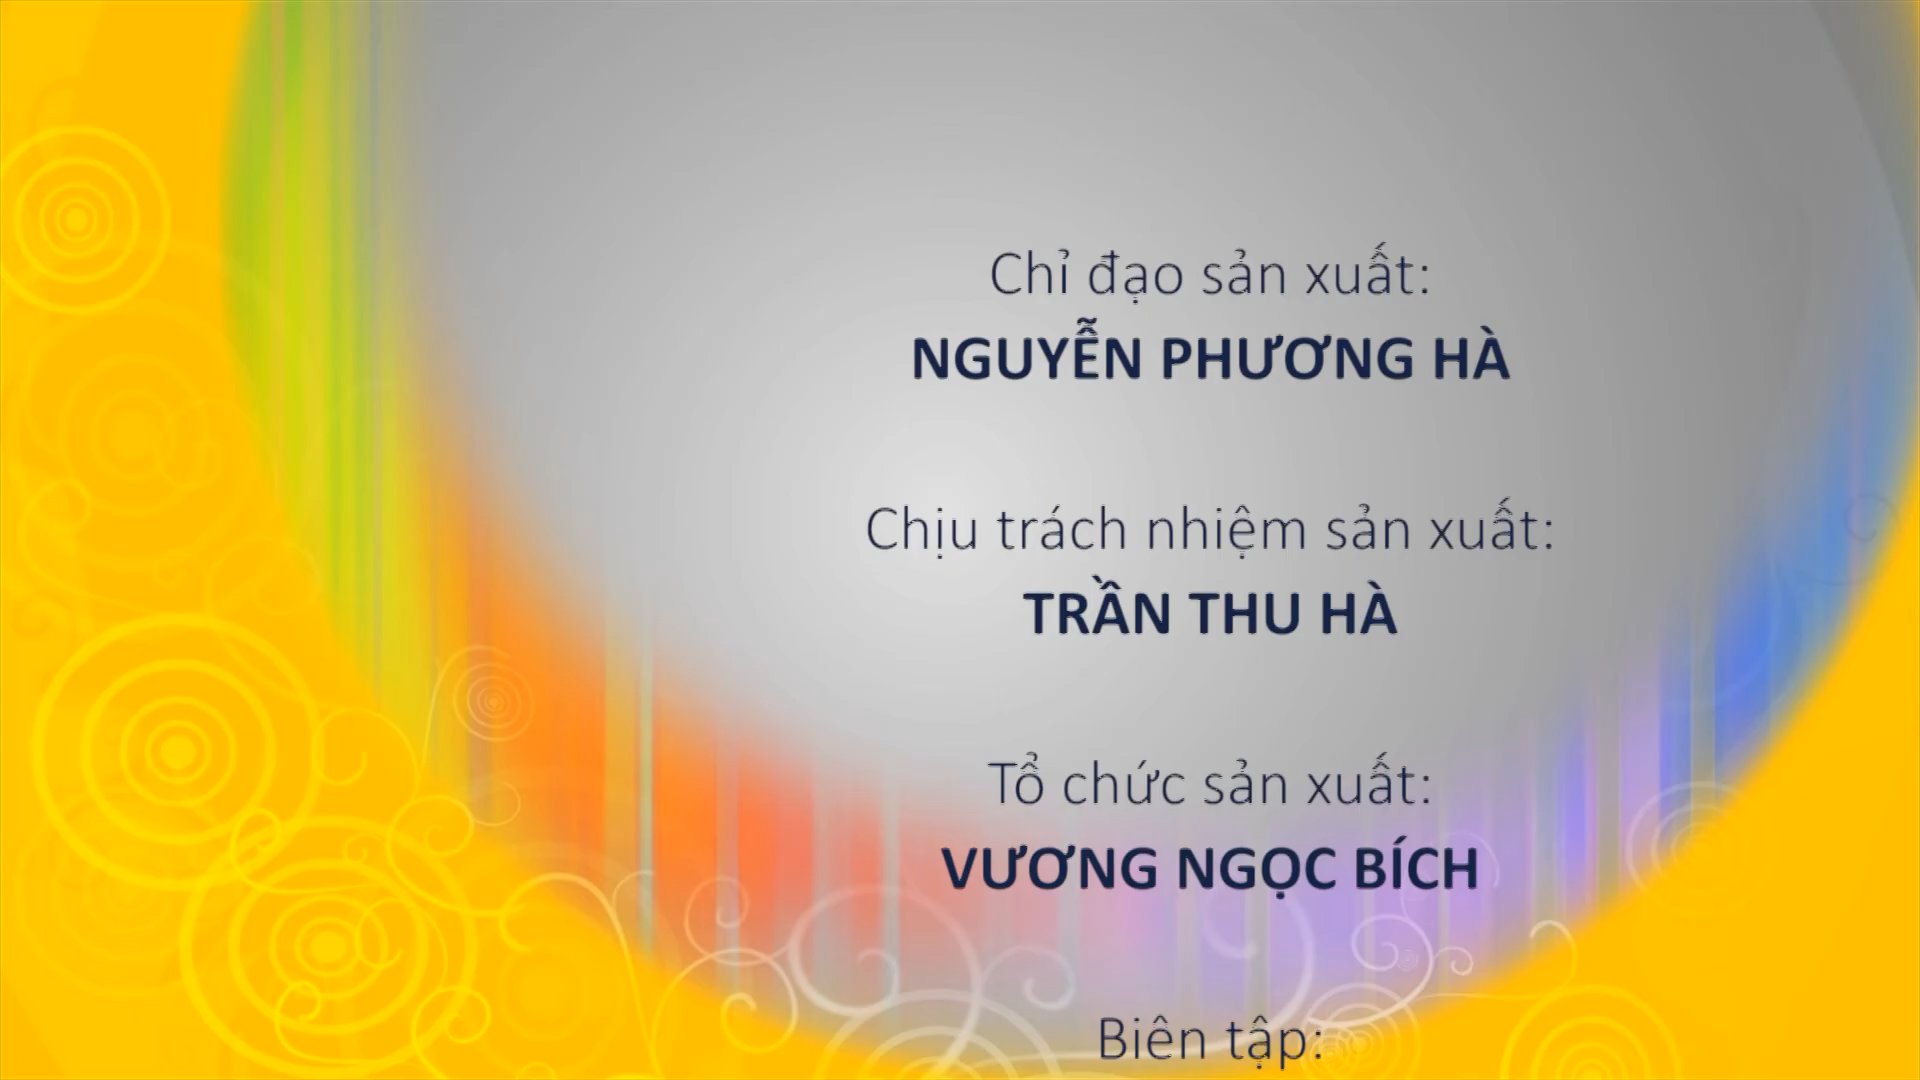 Chỉ đạo sản xuất:
NGUYỄN PHƯƠNG HÀ
Chịu trách nhiệm sản xuất:
TRẦN THU HÀ
Tổ chức sản xuất:
VƯƠNG NGỌC BÍCH
Biên tập: